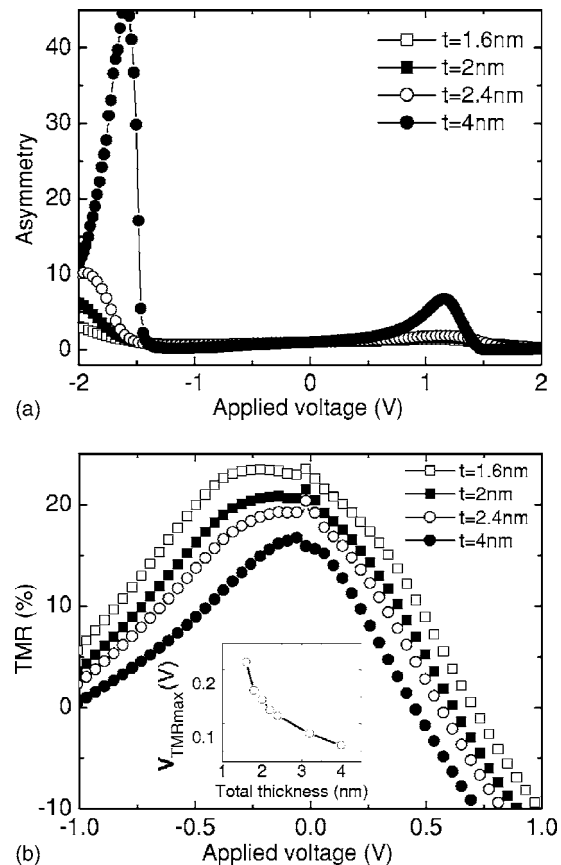 40
30
20
10
0
Asymmetry
t=1.6nm
t=2nm
t=2.4nm
t=4nm
-2 -1 0 1 2
(a) Applied voltage (V)
20
10
0
-10
TMR (%)
t=1.6nm
t=2nm
t=2.4nm
t=4nm
VTMRmax (V)
0.2
0.1
1 2 3 4
Total thickness (nm)
-1.0 -0.5 0.0 0.5 1.0
(b) Applied voltage (V)